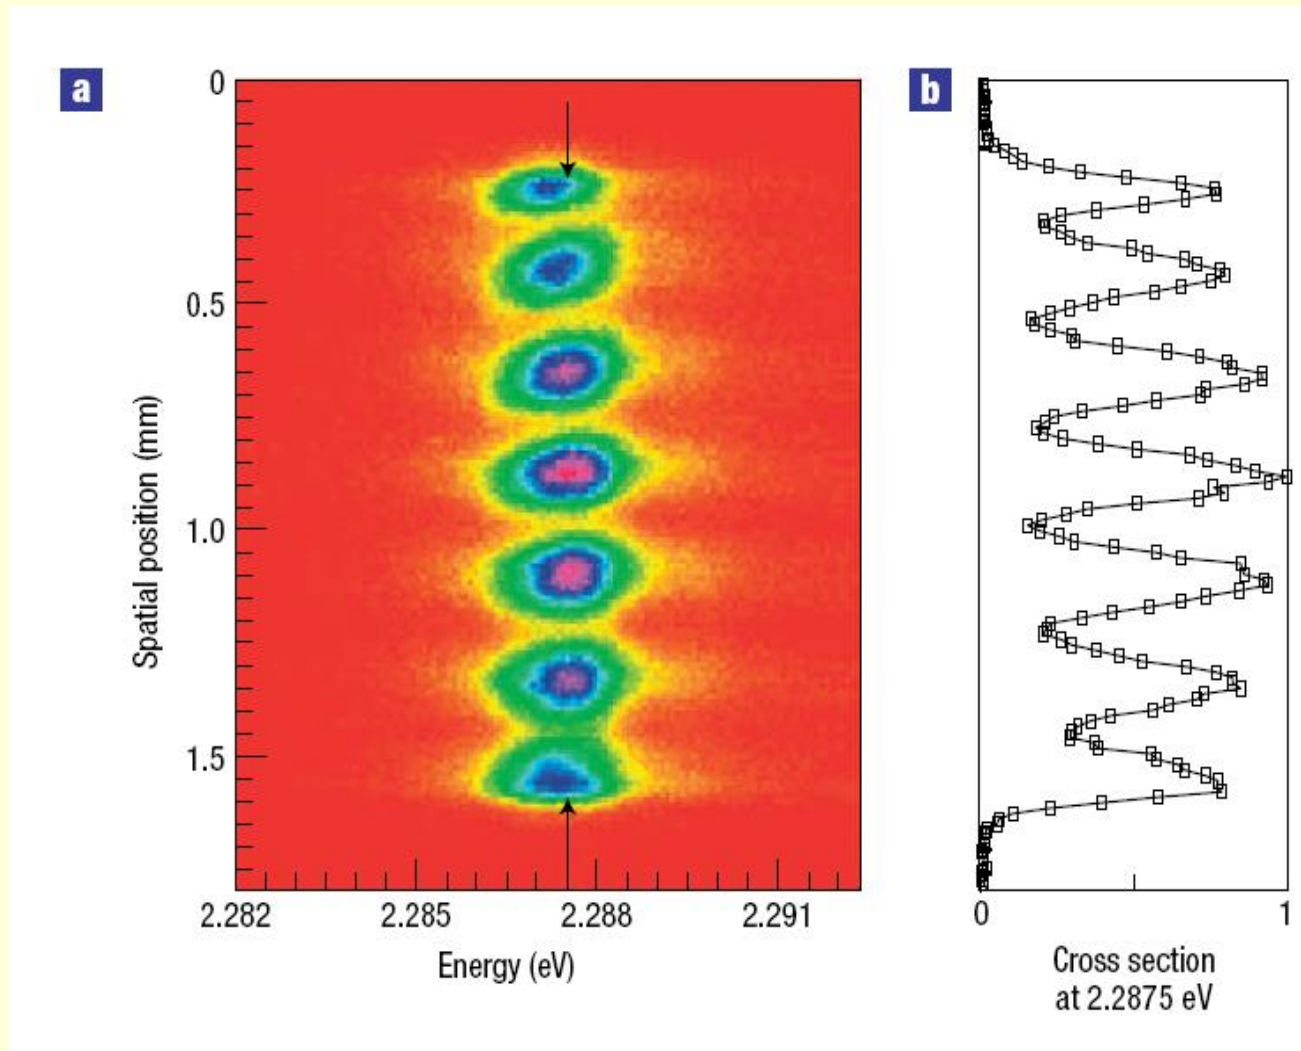 a
b
0
0.5
1.0
1.5
Spatial position (mm)
2.282
2.285
2.288
2.291
Energy (eV)
0
1
Cross section
at 2.2875 eV